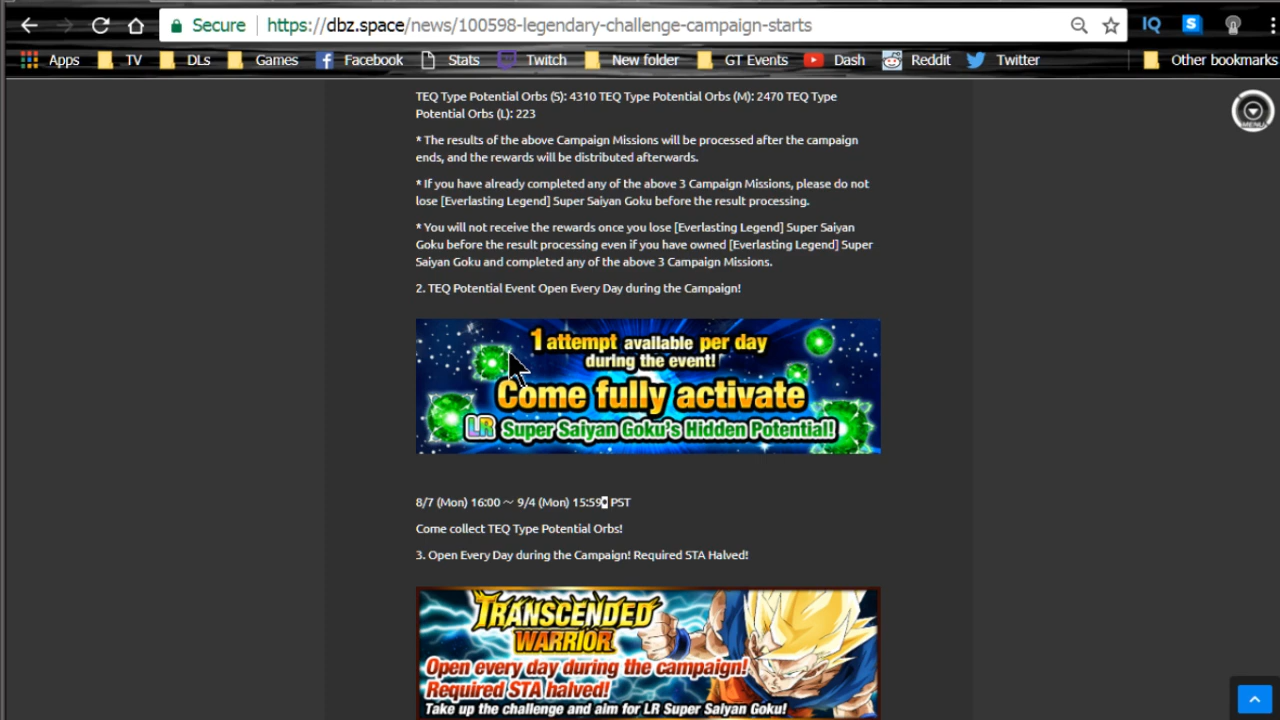 Secure https://dbz.space/news/100598-legendary-challenge-campaign-starts
IQ S
Apps TV DLs Games Facebook Stats Twitch New folder GT Events Dash Reddit Twitter Other bookmarks
MENU
TEQ Type Potential Orbs (S): 4310 TEQ Type Potential Orbs (M): 2470 TEQ Type
Potential Orbs (L): 223
* The results of the above Campaign Missions will be processed after the campaign
ends, and the rewards will be distributed afterwards.
* If you have already completed any of the above 3 Campaign Missions, please do not
lose [Everlasting Legend] Super Saiyan Goku before the result processing.
* You will not receive the rewards once you lose [Everlasting Legend] Super Saiyan
Goku before the result processing even if you have owned [Everlasting Legend] Super
Saiyan Goku and completed any of the above 3 Campaign Missions.
2. TEQ Potential Event Open Every Day during the Campaign!
1 attempt available per day
during the event!
Come fully activate
LR Super Saiyan Goku's Hidden Potential!
8/7 (Mon) 16:00 ～ 9/4 (Mon) 15:59 PST
Come collect TEQ Type Potential Orbs!
3. Open Every Day during the Campaign! Required STA Halved!
TRANSCENDED
WARRIOR
Open every day during the campaign!
Required STA halved!
Take up the challenge and aim for LR Super Saiyan Goku!